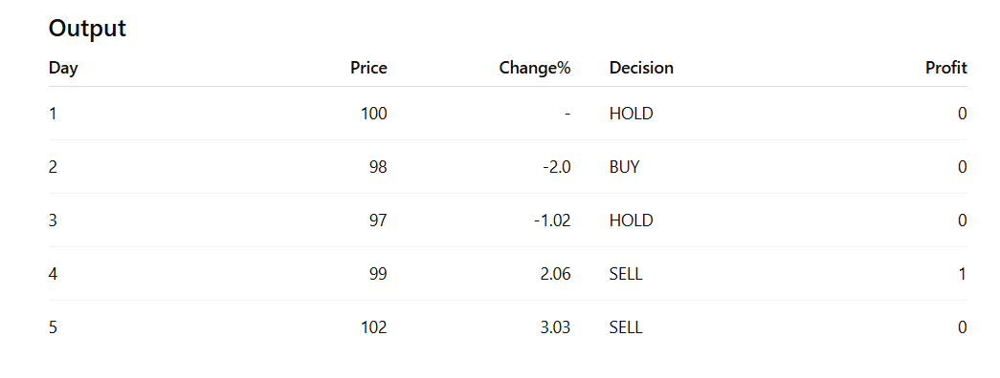 Output
Day Price Change% Decision Profit
1 100 - HOLD 0
2 98 -2.0 BUY 0
3 97 -1.02 HOLD 0
4 99 2.06 SELL 1
5 102 3.03 SELL 0